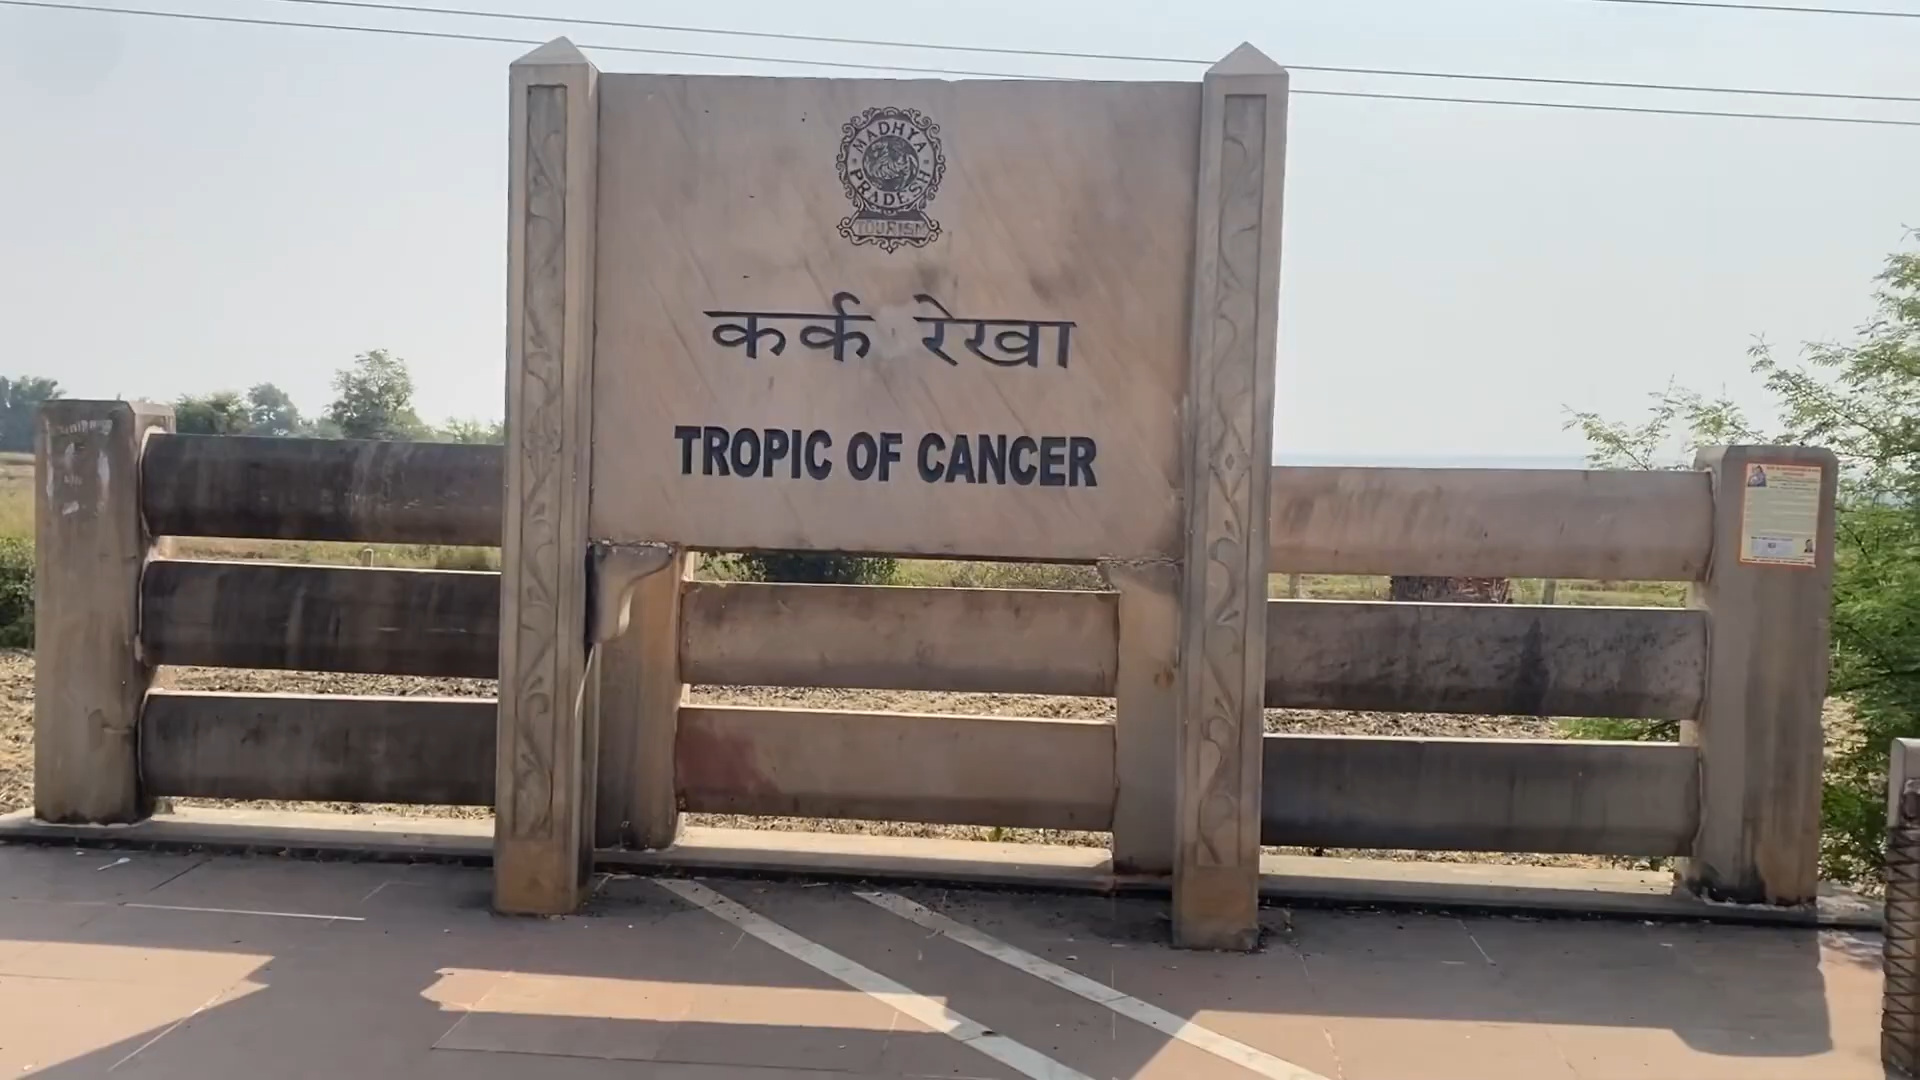 MADHYA
PRADESH
TOURISM
कर्क रेखा
TROPIC OF CANCER